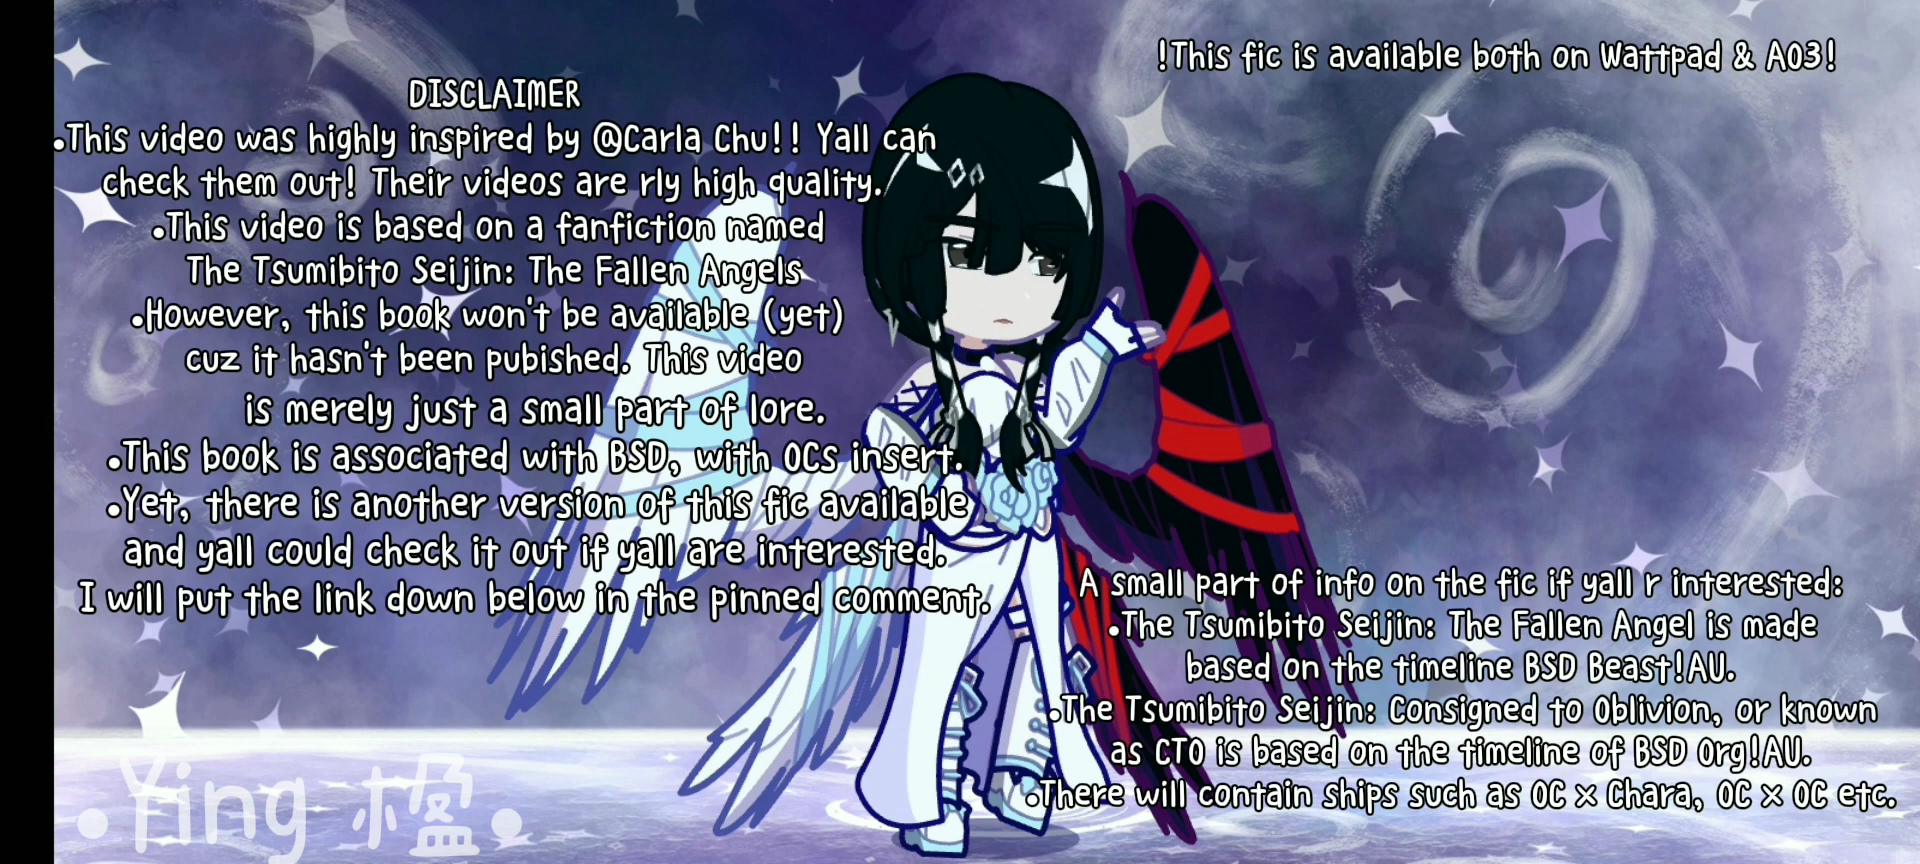 !This fic is available both on Wattpad & AO3!
DISCLAIMER
•This video was highly inspired by @Carla Chu!! Yall can
check them out! Their videos are rly high quality.
•This video is based on a fanfiction named
The Tsumibito Seijin: The Fallen Angels
•However, this book won't be available (yet)
cuz it hasn't been pubished. This video
is merely just a small part of lore.
•This book is associated with BSD, with OCs insert.
•Yet, there is another version of this fic available
and yall could check it out if yall are interested.
I will put the link down below in the pinned comment.
A small part of info on the fic if yall r interested:
•The Tsumibito Seijin: The Fallen Angel is made
based on the timeline BSD Beast!AU.
•The Tsumibito Seijin: Consigned to Oblivion, or known
as CTO is based on the timeline of BSD Org!AU.
•There will contain ships such as OC × Chara, OC × OC etc.
•Ying 楹•